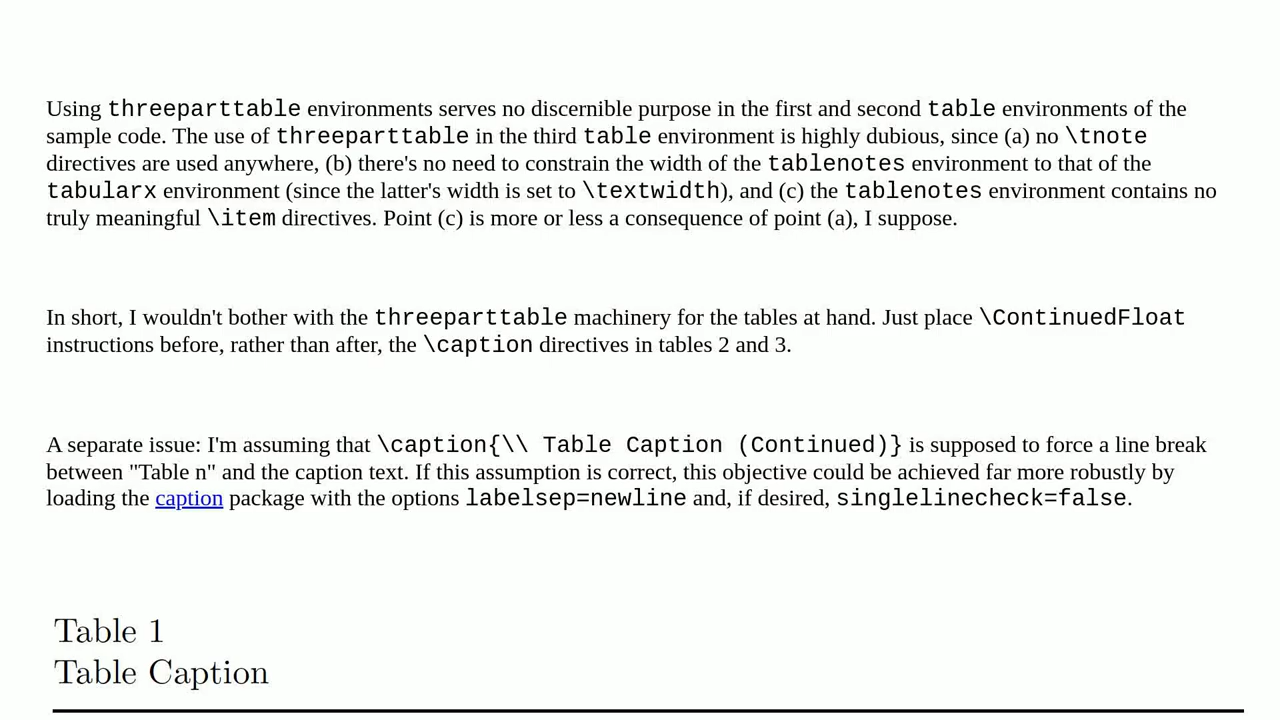 Using threeparttable environments serves no discernible purpose in the first and second table environments of the
sample code. The use of threeparttable in the third table environment is highly dubious, since (a) no \tnote
directives are used anywhere, (b) there's no need to constrain the width of the tablenotes environment to that of the
tabularx environment (since the latter's width is set to \textwidth), and (c) the tablenotes environment contains no
truly meaningful \item directives. Point (c) is more or less a consequence of point (a), I suppose.
In short, I wouldn't bother with the threeparttable machinery for the tables at hand. Just place \ContinuedFloat
instructions before, rather than after, the \caption directives in tables 2 and 3.
A separate issue: I'm assuming that \caption{\\ Table Caption (Continued)} is supposed to force a line break
between "Table n" and the caption text. If this assumption is correct, this objective could be achieved far more robustly by
loading the caption package with the options labelsep=newline and, if desired, singlelinecheck=false.
Table 1
Table Caption